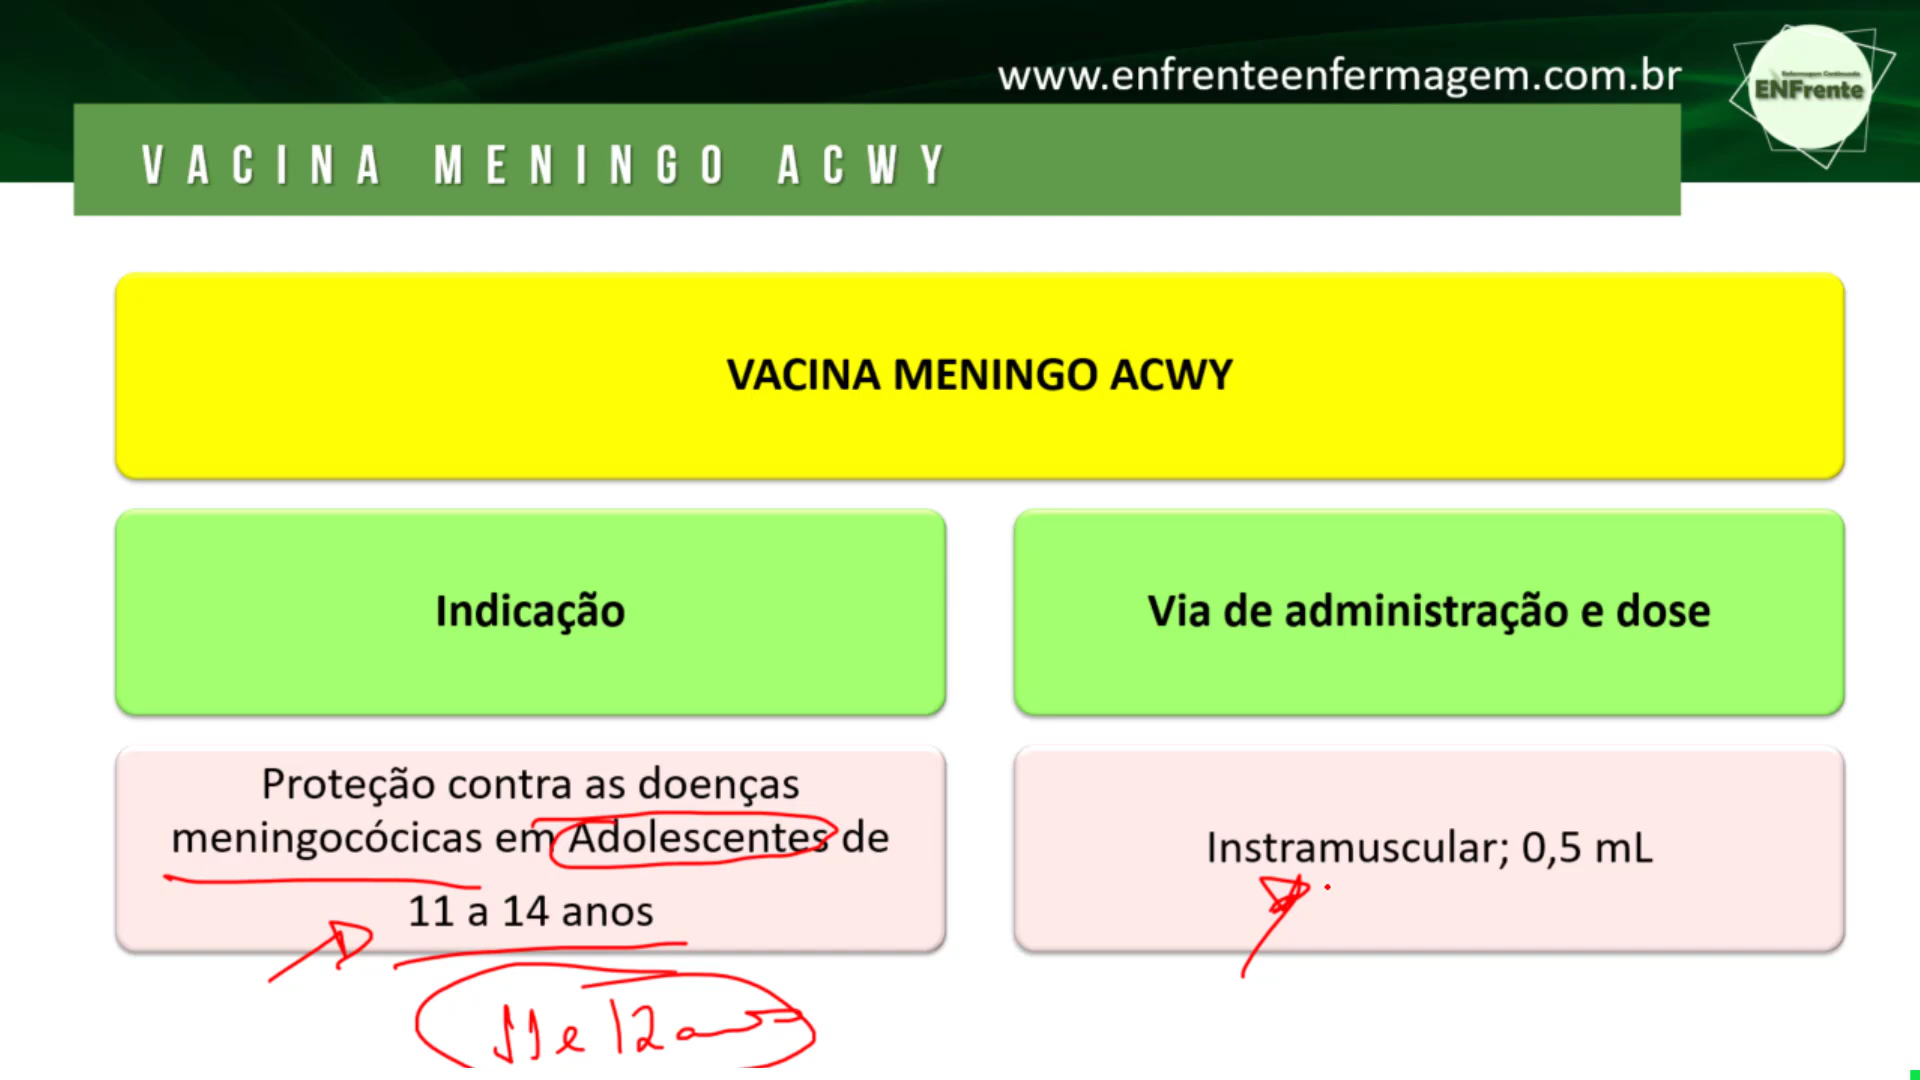 www.enfrenteenfermagem.com.br
ENFrente
VACINA MENINGO ACWY
VACINA MENINGO ACWY
Indicação
Via de administração e dose
Proteção contra as doenças
meningocócicas em Adolescentes de
11 a 14 anos
Instramuscular; 0,5 mL
11 e 12 anos